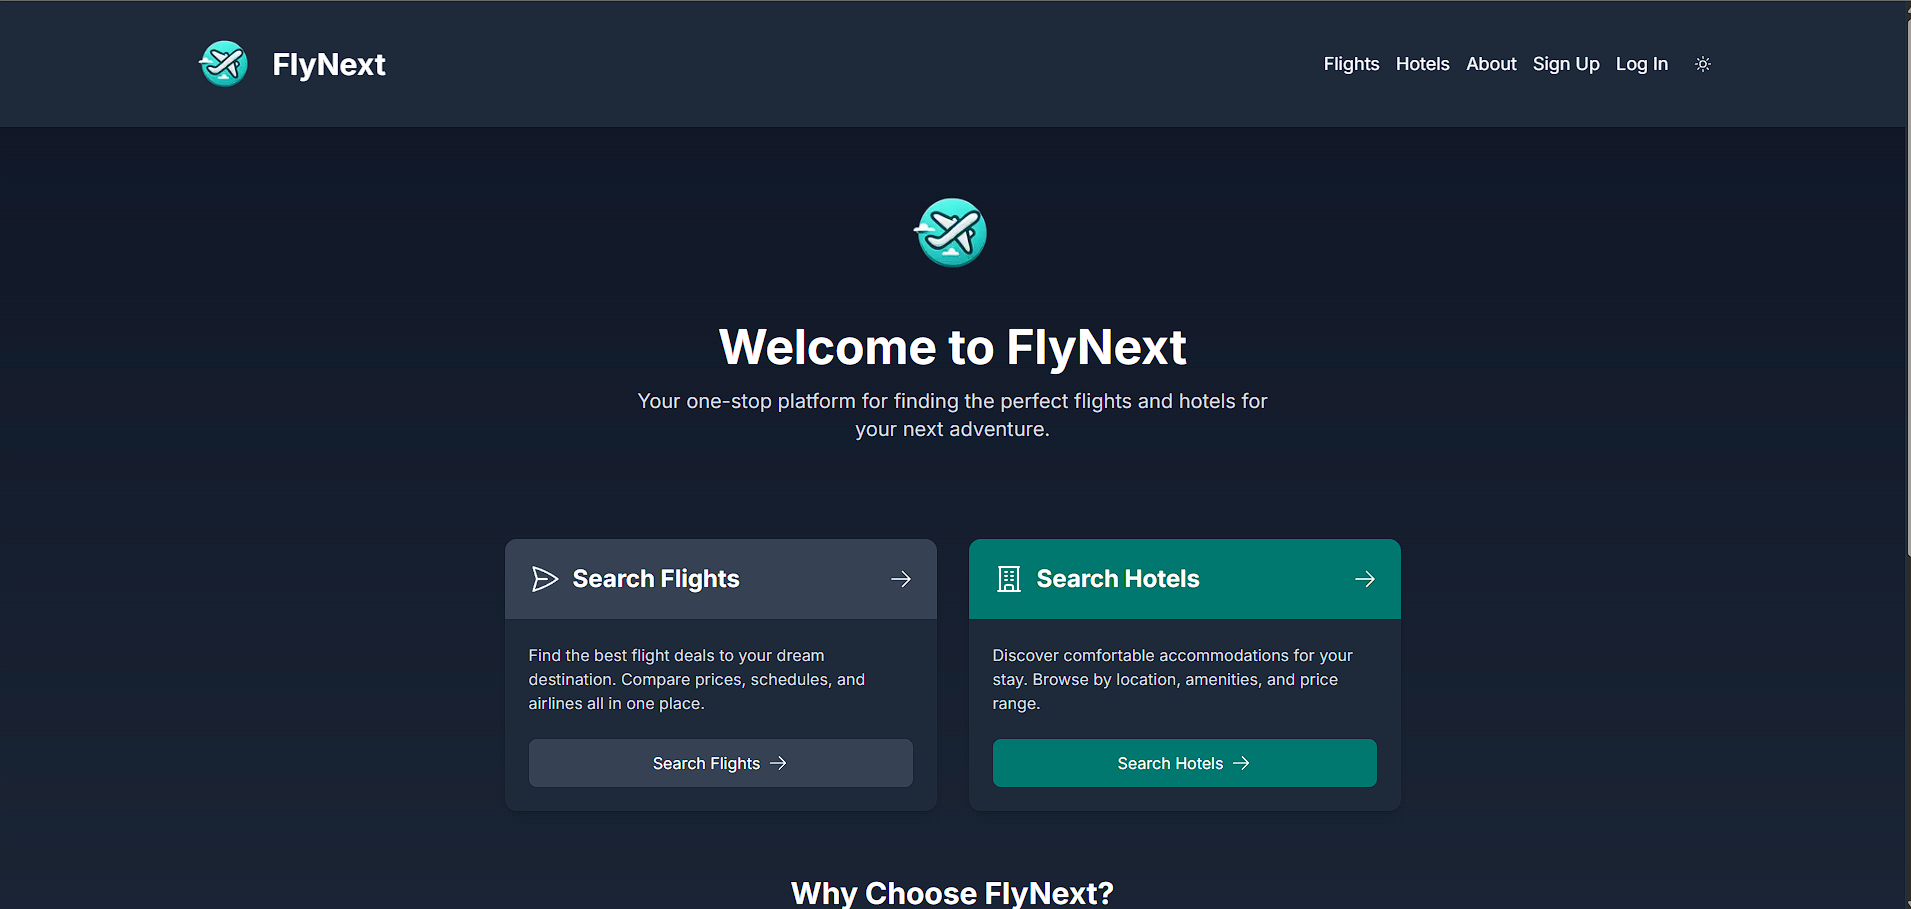 FlyNext
Flights Hotels About Sign Up Log In
Welcome to FlyNext
Your one-stop platform for finding the perfect flights and hotels for
your next adventure.
Search Flights
Find the best flight deals to your dream
destination. Compare prices, schedules, and
airlines all in one place.
Search Flights
Search Hotels
Discover comfortable accommodations for your
stay. Browse by location, amenities, and price
range.
Search Hotels
Why Choose FlyNext?